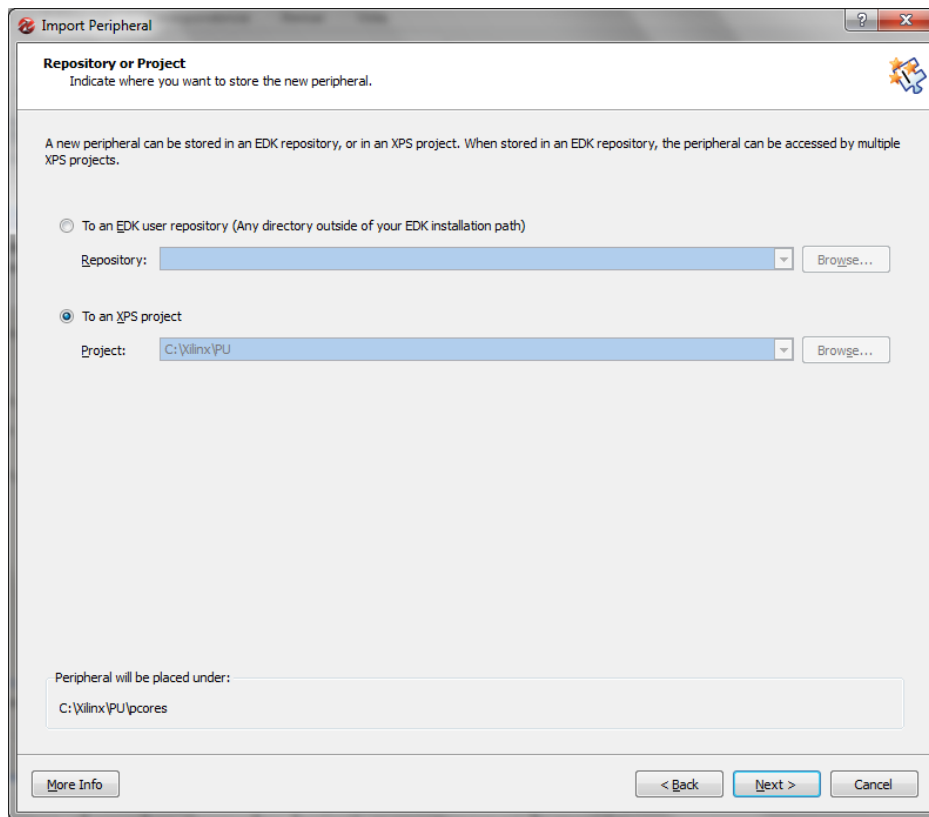 Import Peripheral
Repository or Project
Indicate where you want to store the new peripheral.
A new peripheral can be stored in an EDK repository, or in an XPS project. When stored in an EDK repository, the peripheral can be accessed by multiple
XPS projects.
To an EDK user repository (Any directory outside of your EDK installation path)
Repository:
Browse...
To an XPS project
Project: C:\Xilinx\PU
Browse...
Peripheral will be placed under:
C:\Xilinx\PU\pcores
More Info
< Back
Next >
Cancel